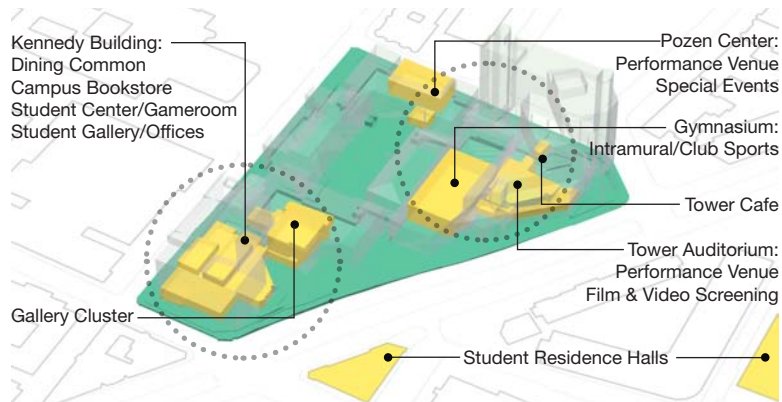 Kennedy Building:
Dining Common
Campus Bookstore
Student Center/Gameroom
Student Gallery/Offices
Gallery Cluster
Pozen Center:
Performance Venue
Special Events
Gymnasium:
Intramural/Club Sports
Tower Cafe
Tower Auditorium:
Performance Venue
Film & Video Screening
Student Residence Halls